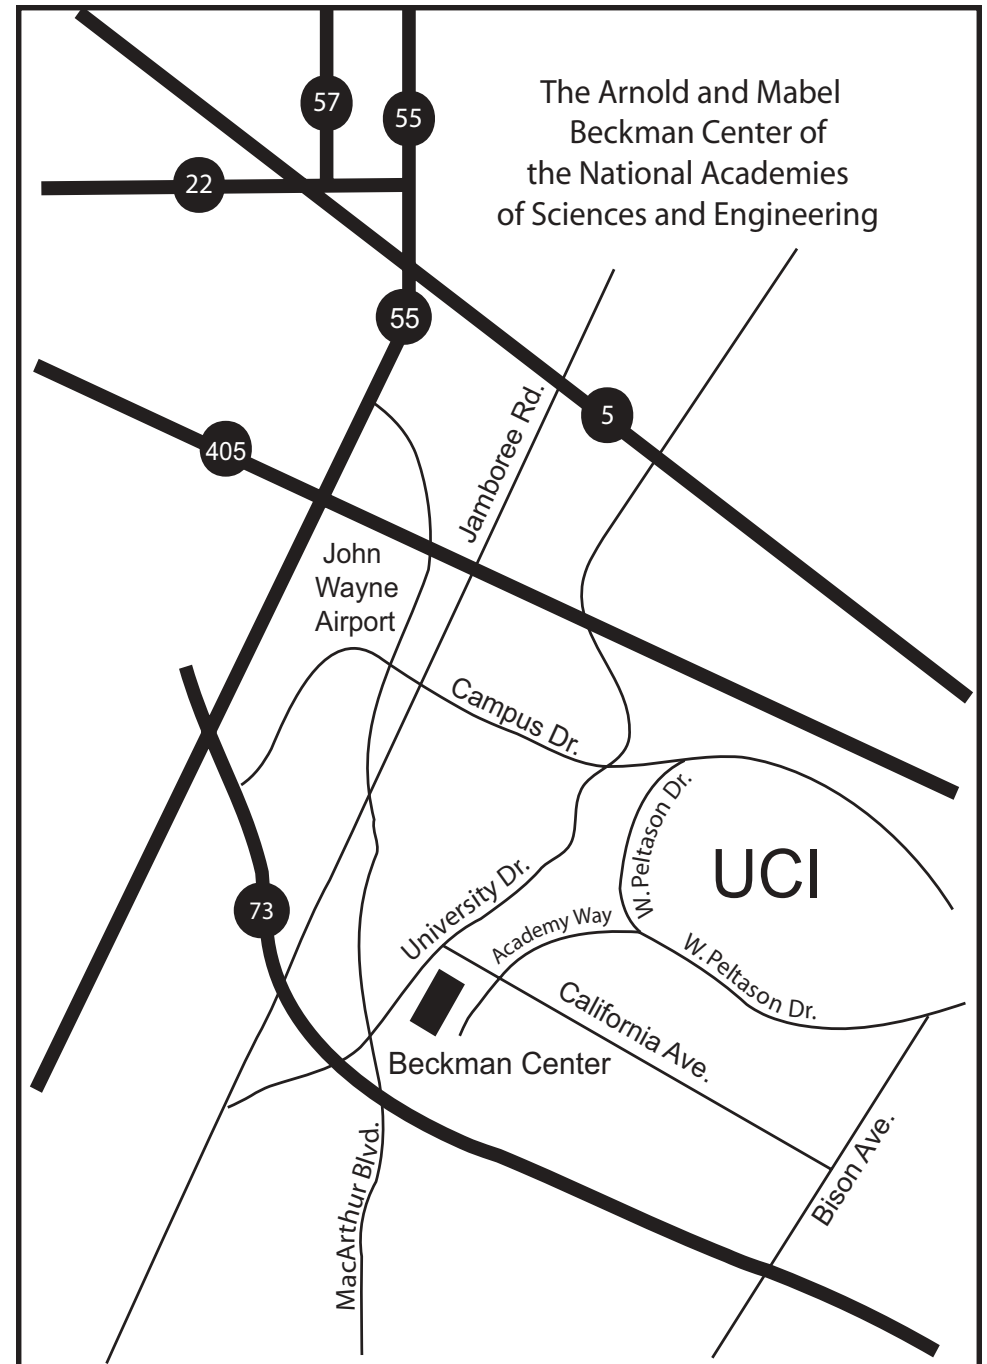 57
55
The Arnold and Mabel
Beckman Center of
the National Academies
of Sciences and Engineering
22
55
5
405
Jamboree Rd.
John
Wayne
Airport
Campus Dr.
W. Peltason Dr.
UCI
73
University Dr.
Academy Way
W. Peltason Dr.
California Ave.
Beckman Center
MacArthur Blvd.
Bison Ave.